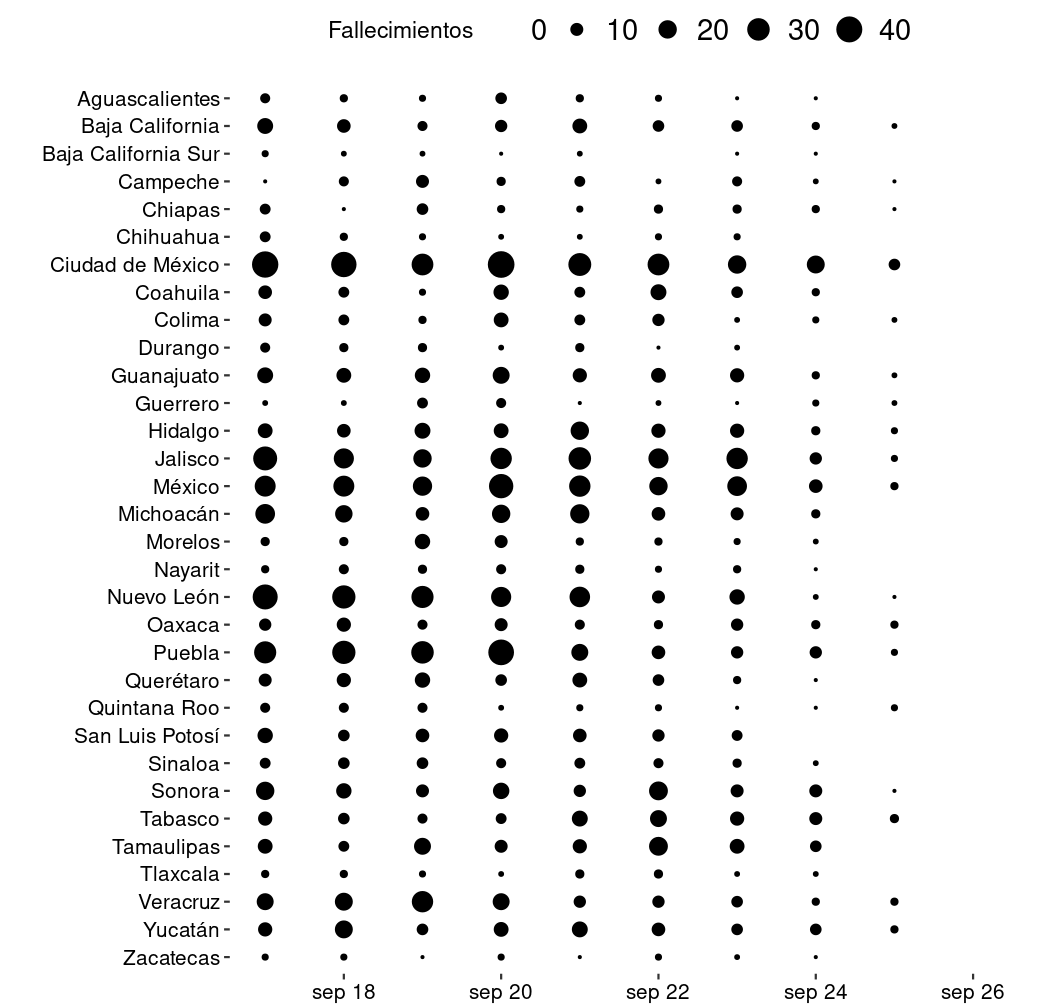 Fallecimientos 0 10 20 30 40
Aguascalientes
Baja California
Baja California Sur
Campeche
Chiapas
Chihuahua
Ciudad de México
Coahuila
Colima
Durango
Guanajuato
Guerrero
Hidalgo
Jalisco
México
Michoacán
Morelos
Nayarit
Nuevo León
Oaxaca
Puebla
Querétaro
Quintana Roo
San Luis Potosí
Sinaloa
Sonora
Tabasco
Tamaulipas
Tlaxcala
Veracruz
Yucatán
Zacatecas
sep 18 sep 20 sep 22 sep 24 sep 26